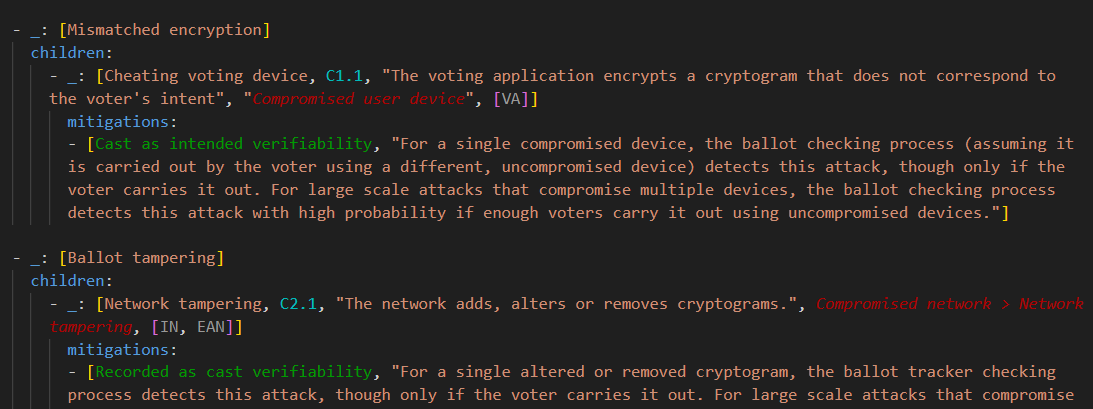 - _: [Mismatched encryption]
children:
- _: [Cheating voting device, C1.1, "The voting application encrypts a cryptogram that does not correspond to
the voter's intent", "Compromised user device", [VA]]
mitigations:
- [Cast as intended verifiability, "For a single compromised device, the ballot checking process (assuming it
is carried out by the voter using a different, uncompromised device) detects this attack, though only if the
voter carries it out. For large scale attacks that compromise multiple devices, the ballot checking process
detects this attack with high probability if enough voters carry it out using uncompromised devices."]
- _: [Ballot tampering]
children:
- _: [Network tampering, C2.1, "The network adds, alters or removes cryptograms.", Compromised network > Network
tampering, [IN, EAN]]
mitigations:
- [Recorded as cast verifiability, "For a single altered or removed cryptogram, the ballot tracker checking
process detects this attack, though only if the voter carries it out. For large scale attacks that compromise